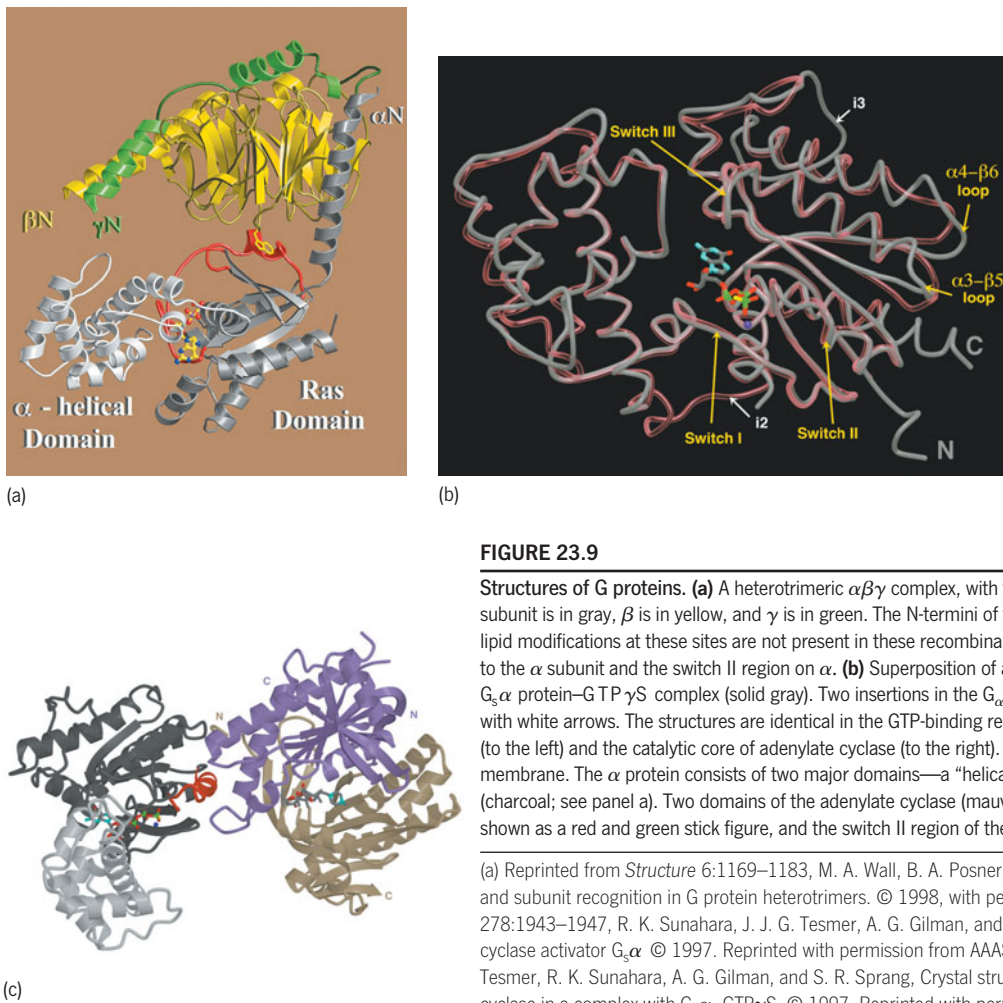 αN
βN
γN
α - helical
Domain
Ras
Domain
(a)
i3
Switch III
α4–β6
loop
α3–β5
loop
C
Switch I
i2
Switch II
N
(b)
C
N
N
C
(c)
FIGURE 23.9
Structures of G proteins. (a) A heterotrimeric αβγ complex, with
subunit is in gray, β is in yellow, and γ is in green. The N-termini of
lipid modifications at these sites are not present in these recombina
to the α subunit and the switch II region on α. (b) Superposition of a
Gₛα protein–GTPγS complex (solid gray). Two insertions in the Gα
with white arrows. The structures are identical in the GTP-binding re
(to the left) and the catalytic core of adenylate cyclase (to the right).
membrane. The α protein consists of two major domains—a “helica
(charcoal; see panel a). Two domains of the adenylate cyclase (mauv
shown as a red and green stick figure, and the switch II region of the
(a) Reprinted from Structure 6:1169–1183, M. A. Wall, B. A. Posner
and subunit recognition in G protein heterotrimers. © 1998, with pe
278:1943–1947, R. K. Sunahara, J. J. G. Tesmer, A. G. Gilman, and
cyclase activator Gₛα © 1997. Reprinted with permission from AAAS
Tesmer, R. K. Sunahara, A. G. Gilman, and S. R. Sprang, Crystal stru